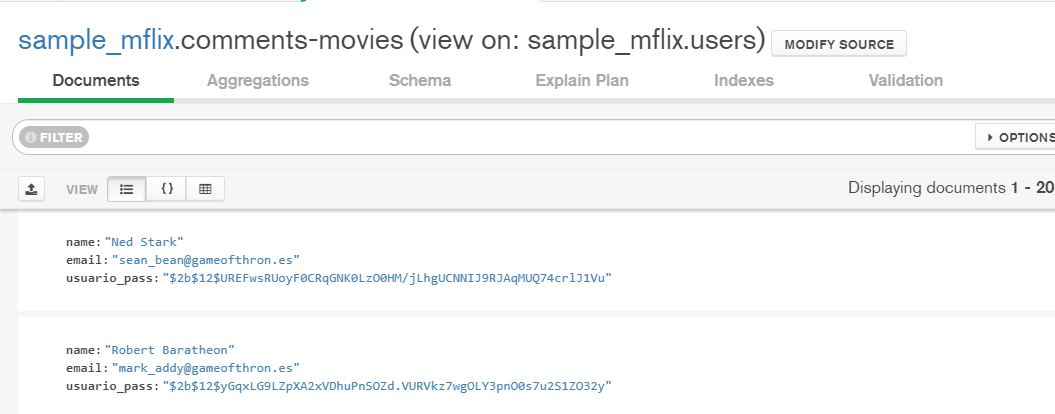 sample_mflix.comments-movies (view on: sample_mflix.users) MODIFY SOURCE
Documents Aggregations Schema Explain Plan Indexes Validation
FILTER OPTIONS
VIEW { } Displaying documents 1 - 20
name: "Ned Stark"
email: "sean_bean@gameofthron.es"
usuario_pass: "$2b$12$UREFwsRUoyF0CRqGNK0LzO0HM/jLhgUCNNIJ9RJAqMUQ74crlJ1Vu"
name: "Robert Baratheon"
email: "mark_addy@gameofthron.es"
usuario_pass: "$2b$12$yGqxLG9LZpXA2xVDhuPnSOZd.VURVkz7wgOLY3pnO0s7u2S1ZO32y"